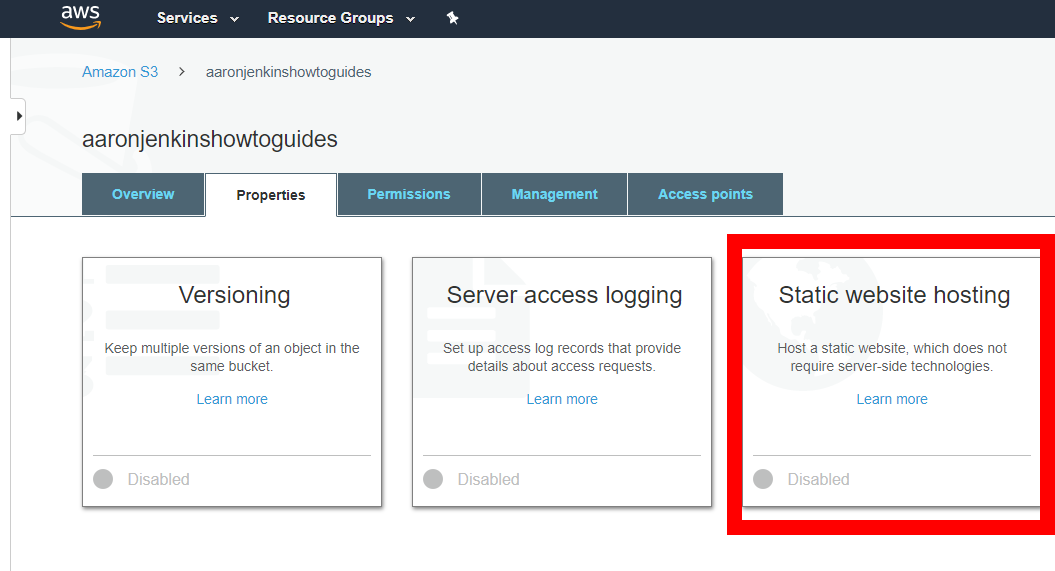 aws Services Resource Groups
Amazon S3 > aaronjenkinshowtoguides
aaronjenkinshowtoguides
Overview Properties Permissions Management Access points
Versioning
Keep multiple versions of an object in the
same bucket.
Learn more
Disabled
Server access logging
Set up access log records that provide
details about access requests.
Learn more
Disabled
Static website hosting
Host a static website, which does not
require server-side technologies.
Learn more
Disabled